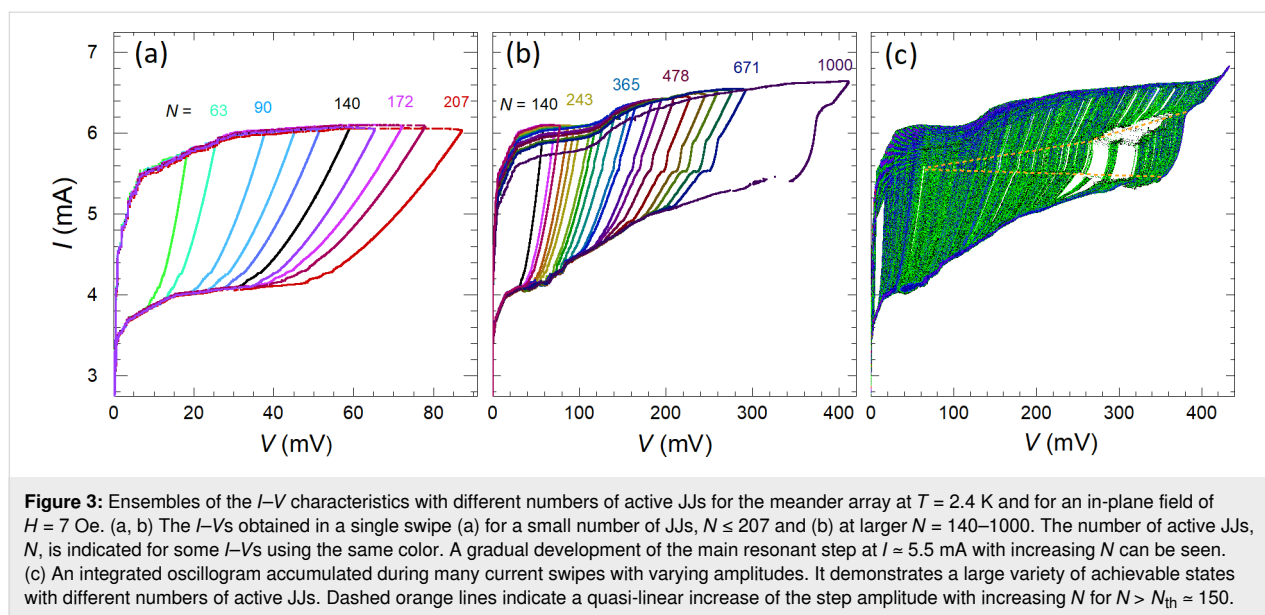 (a)
(b)
(c)
7
6
5
4
3
I (mA)
N =
63
90
140
172
207
N = 140
243
365
478
671
1000
0
20
40
60
80
0
100
200
300
400
0
100
200
300
400
V (mV)
V (mV)
V (mV)
Figure 3: Ensembles of the I–V characteristics with different numbers of active JJs for the meander array at T = 2.4 K and for an in-plane field of
H = 7 Oe. (a, b) The I–Vs obtained in a single swipe (a) for a small number of JJs, N ≤ 207 and (b) at larger N = 140–1000. The number of active JJs,
N, is indicated for some I–Vs using the same color. A gradual development of the main resonant step at I ≃ 5.5 mA with increasing N can be seen.
(c) An integrated oscillogram accumulated during many current swipes with varying amplitudes. It demonstrates a large variety of achievable states
with different numbers of active JJs. Dashed orange lines indicate a quasi-linear increase of the step amplitude with increasing N for N > Nth ≃ 150.